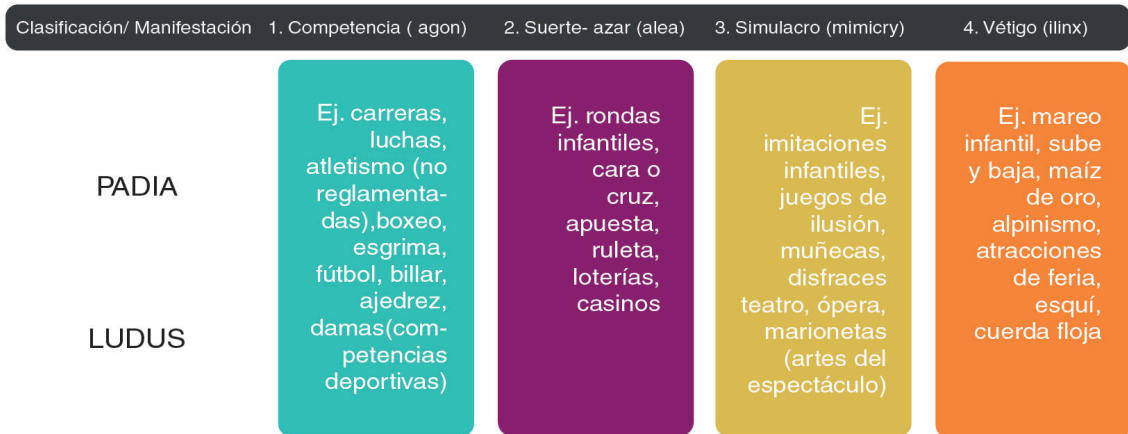 Clasificación/ Manifestación 1. Competencia ( agon) 2. Suerte- azar (alea) 3. Simulacro (mimicry) 4. Vétigo (ilinx)
PADIA
LUDUS
Ej. carreras,
luchas,
atletismo (no
reglamenta-
das),boxeo,
esgrima,
fútbol, billar,
ajedrez,
damas(com-
petencias
deportivas)
Ej. rondas
infantiles,
cara o
cruz,
apuesta,
ruleta,
loterías,
casinos
Ej.
imitaciones
infantiles,
juegos de
ilusión,
muñecas,
disfraces
teatro, ópera,
marionetas
(artes del
espectáculo)
Ej. mareo
infantil, sube
y baja, maíz
de oro,
alpinismo,
atracciones
de feria,
esquí,
cuerda floja